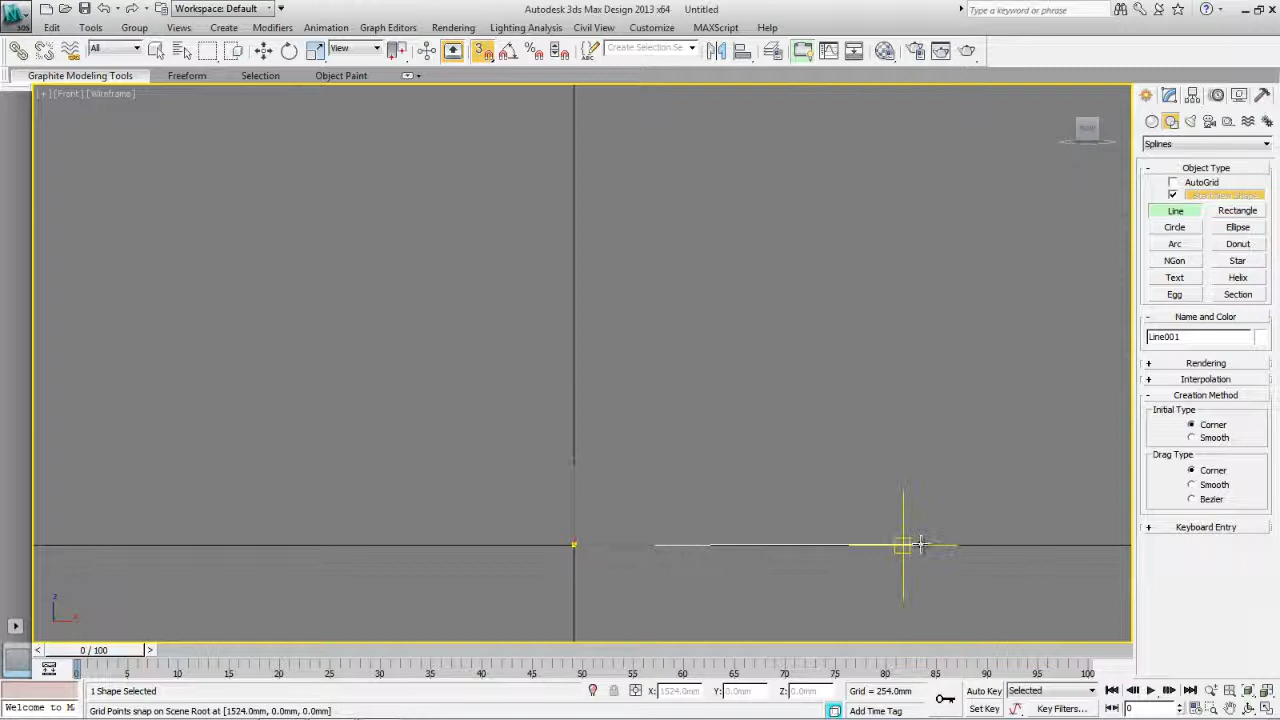 Workspace: Default
Autodesk 3ds Max Design 2013 x64
Untitled
Type a keyword or phrase
Edit
Tools
Group
Views
Create
Modifiers
Animation
Graph Editors
Rendering
Lighting Analysis
Civil View
Customize
MAXScript
Help
All
View
3
Create Selection Se
Graphite Modeling Tools
Freeform
Selection
Object Paint
[+][Front][Wireframe]
Splines
- Object Type
AutoGrid
Line
Rectangle
Circle
Ellipse
Arc
Donut
NGon
Star
Text
Helix
Egg
Section
- Name and Color
Line001
+ Rendering
+ Interpolation
- Creation Method
Initial Type
Corner
Smooth
Drag Type
Corner
Smooth
Bezier
+ Keyboard Entry
z
x
< 0 / 100 >
5 10 15 20 25 30 35 40 45 50 55 60 65 70 75 80 85 90 95 100
1 Shape Selected
X: 1524.0mm
Y: 0.0mm
Z: 0.0mm
Grid = 254.0mm
Auto Key
Selected
Welcome to M
Grid Points snap on Scene Root at [1524.0mm, 0.0mm, 0.0mm]
Add Time Tag
Set Key
Key Filters...
0